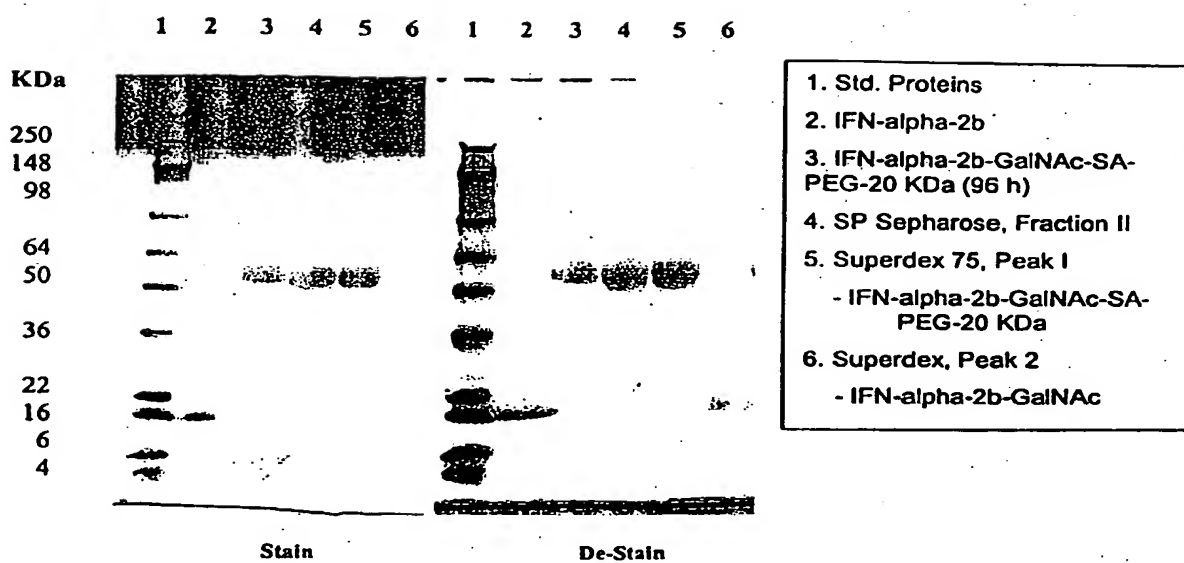 1 2 3 4 5 6 1 2 3 4 5 6
KDa
250
148
98
64
50
36
22
16
6
4
Stain
De-Stain
1. Std. Proteins
2. IFN-alpha-2b
3. IFN-alpha-2b-GalNAc-SA-
PEG-20 KDa (96 h)
4. SP Sepharose, Fraction II
5. Superdex 75, Peak I
- IFN-alpha-2b-GalNAc-SA-
PEG-20 KDa
6. Superdex, Peak 2
- IFN-alpha-2b-GalNAc